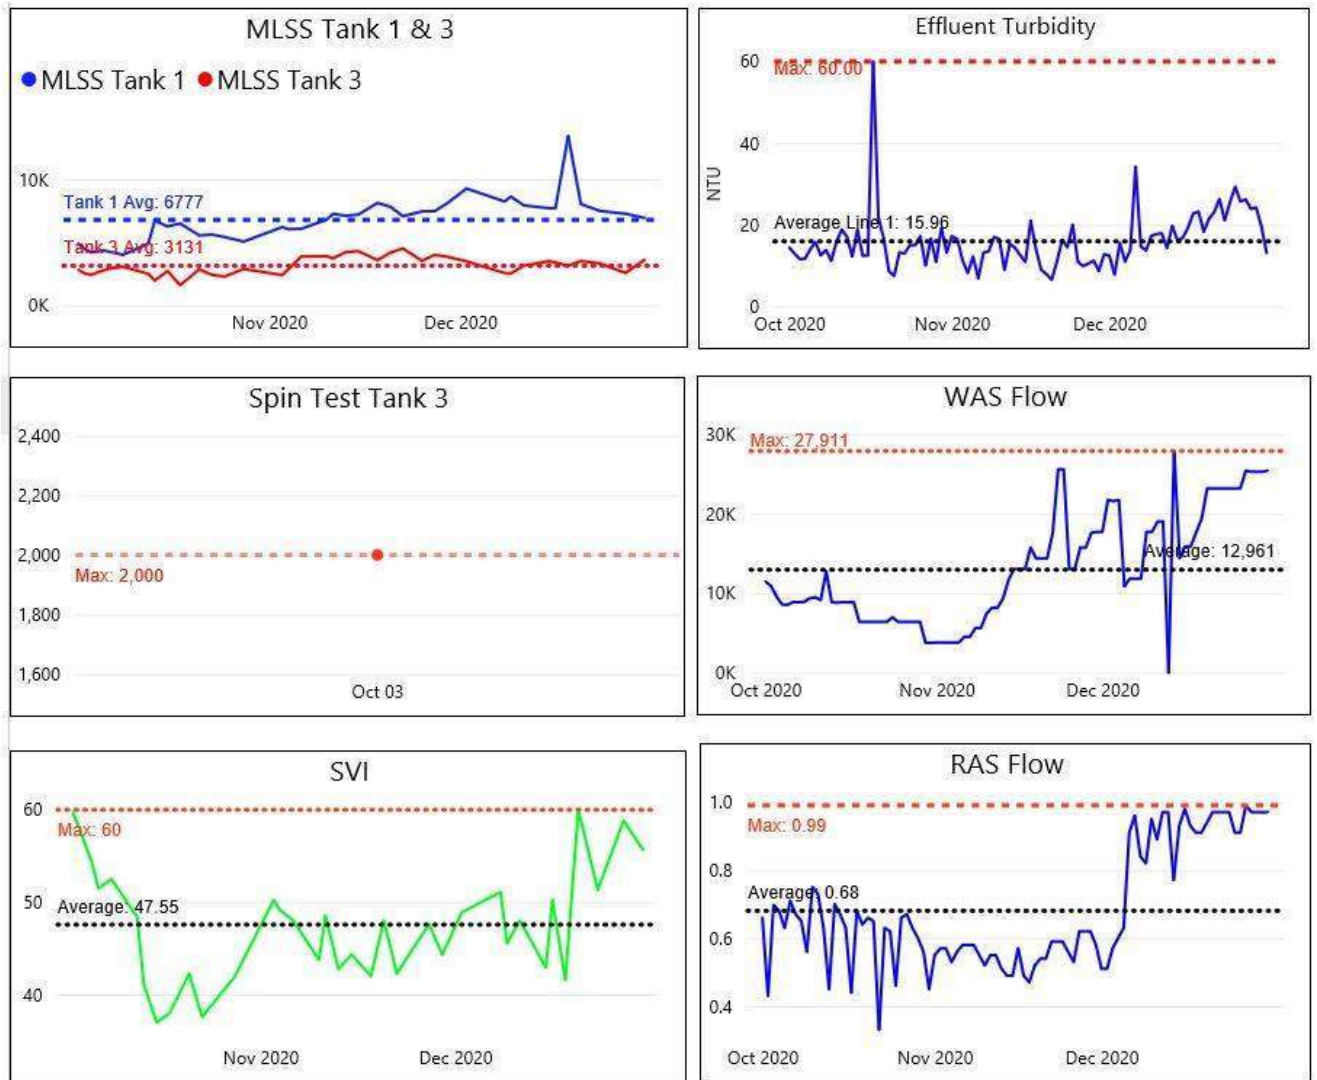 MLSS Tank 1 & 3
MLSS Tank 1 MLSS Tank 3
10K
Tank 1 Avg: 6777
Tank 3 Avg: 3131
0K
Nov 2020 Dec 2020
Effluent Turbidity
60
Max: 60.00
40
NTU
20
Average Line 1: 15.96
0
Oct 2020 Nov 2020 Dec 2020
Spin Test Tank 3
2,400
2,200
2,000
Max: 2,000
1,800
1,600
Oct 03
WAS Flow
30K
Max: 27,911
20K
Average: 12,961
10K
0K
Oct 2020 Nov 2020 Dec 2020
SVI
60
Max: 60
50
Average: 47.55
40
Nov 2020 Dec 2020
RAS Flow
1.0
Max: 0.99
0.8
Average: 0.68
0.6
0.4
Oct 2020 Nov 2020 Dec 2020